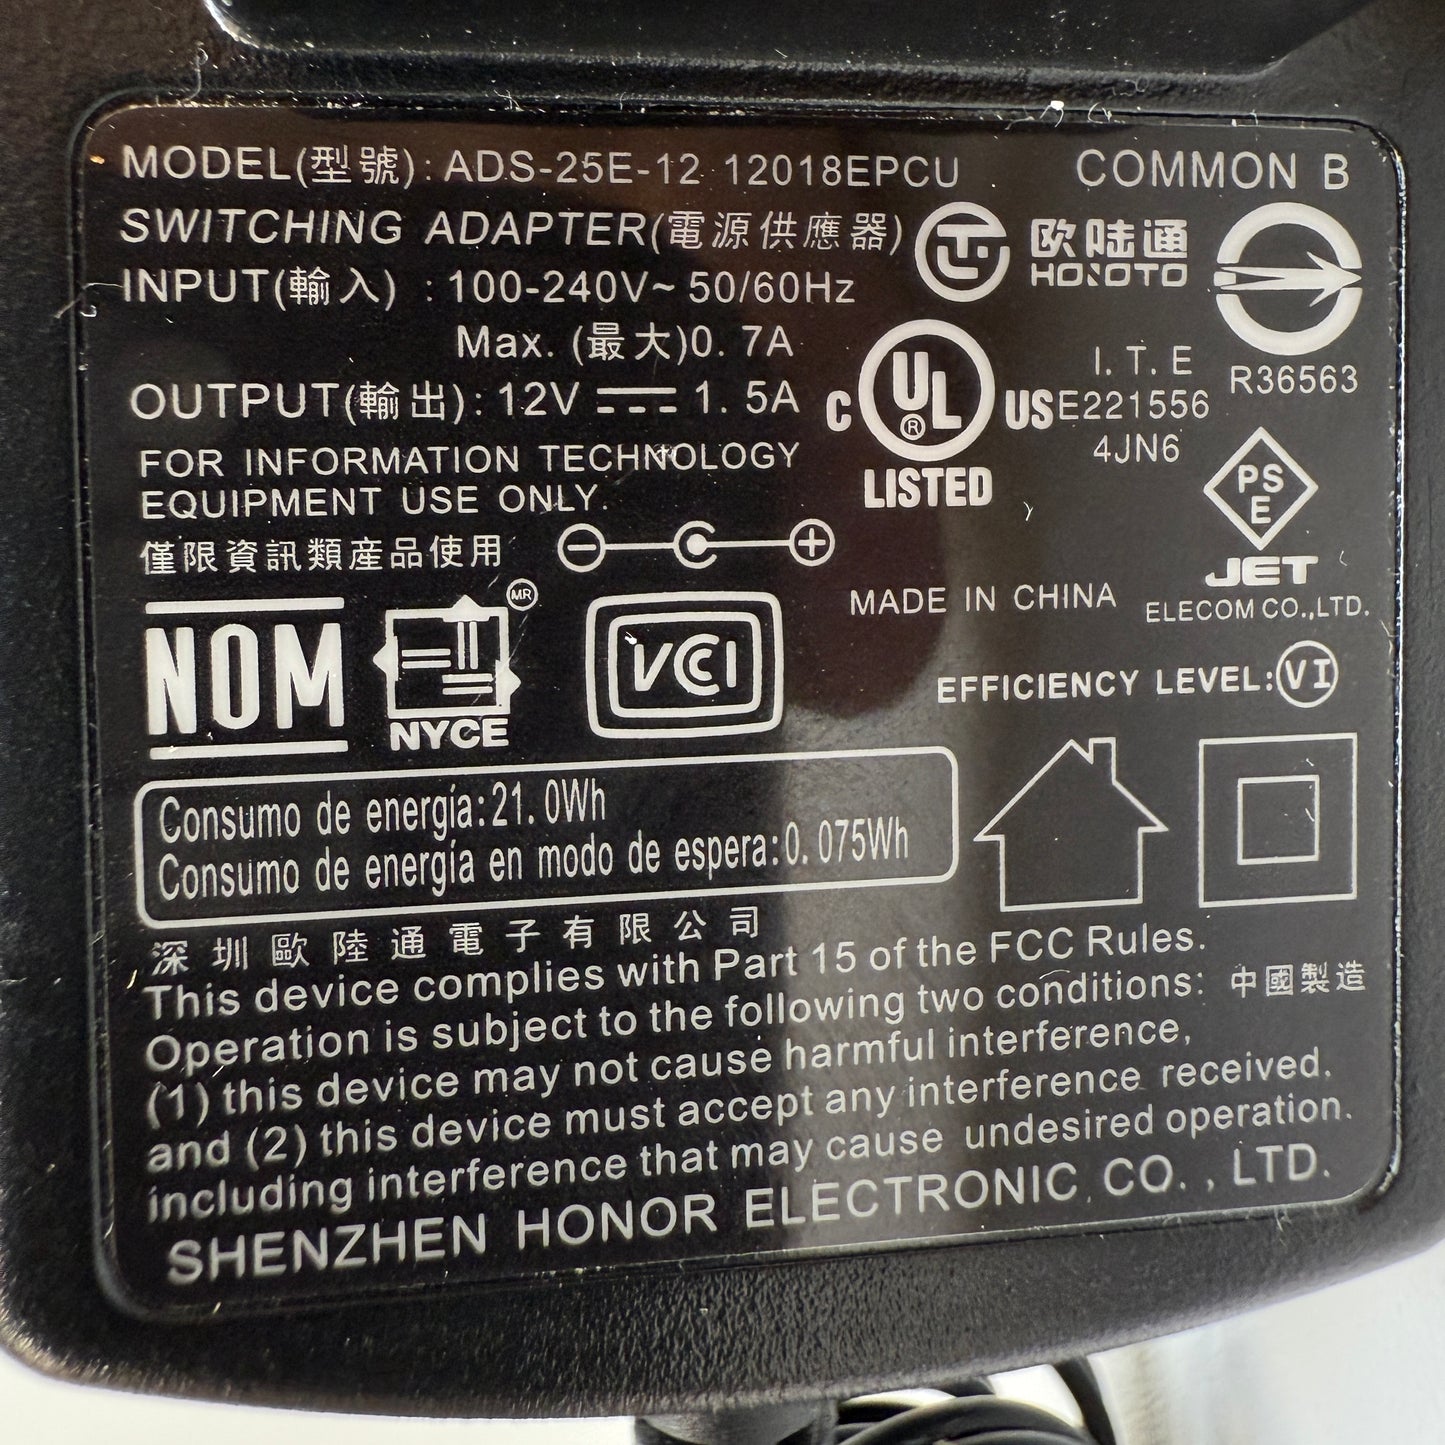 MODEL(型號): ADS-25E-12 12018EPCU COMMON B
SWITCHING ADAPTER(電源供應器)
欧陆通
HONOTO
INPUT(輸入) : 100-240V~ 50/60Hz
Max. (最大)0. 7A
OUTPUT(輸出): 12V 1. 5A
C UL ® US
LISTED
I. T. E
E221556
4JN6
R36563
FOR INFORMATION TECHNOLOGY
EQUIPMENT USE ONLY.
僅限資訊類産品使用
PS
E
JET
ELECOM CO.,LTD.
MADE IN CHINA
NOM
MR
NYCE
VCCI
EFFICIENCY LEVEL:VI
Consumo de energía:21. 0Wh
Consumo de energía en modo de espera:0. 075Wh
深圳歐陸通電子有限公司
This device complies with Part 15 of the FCC Rules.
Operation is subject to the following two conditions: 中國製造
(1) this device may not cause harmful interference,
and (2) this device must accept any interference received,
including interference that may cause undesired operation.
SHENZHEN HONOR ELECTRONIC CO. , LTD.